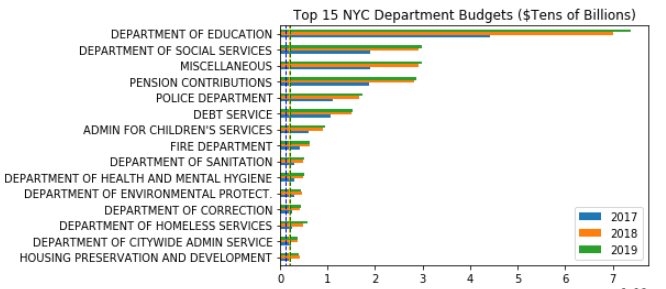 Top 15 NYC Department Budgets ($Tens of Billions)
DEPARTMENT OF EDUCATION
DEPARTMENT OF SOCIAL SERVICES
MISCELLANEOUS
PENSION CONTRIBUTIONS
POLICE DEPARTMENT
DEBT SERVICE
ADMIN FOR CHILDREN'S SERVICES
FIRE DEPARTMENT
DEPARTMENT OF SANITATION
DEPARTMENT OF HEALTH AND MENTAL HYGIENE
DEPARTMENT OF ENVIRONMENTAL PROTECT.
DEPARTMENT OF CORRECTION
DEPARTMENT OF HOMELESS SERVICES
DEPARTMENT OF CITYWIDE ADMIN SERVICE
HOUSING PRESERVATION AND DEVELOPMENT
2017
2018
2019
0 1 2 3 4 5 6 7